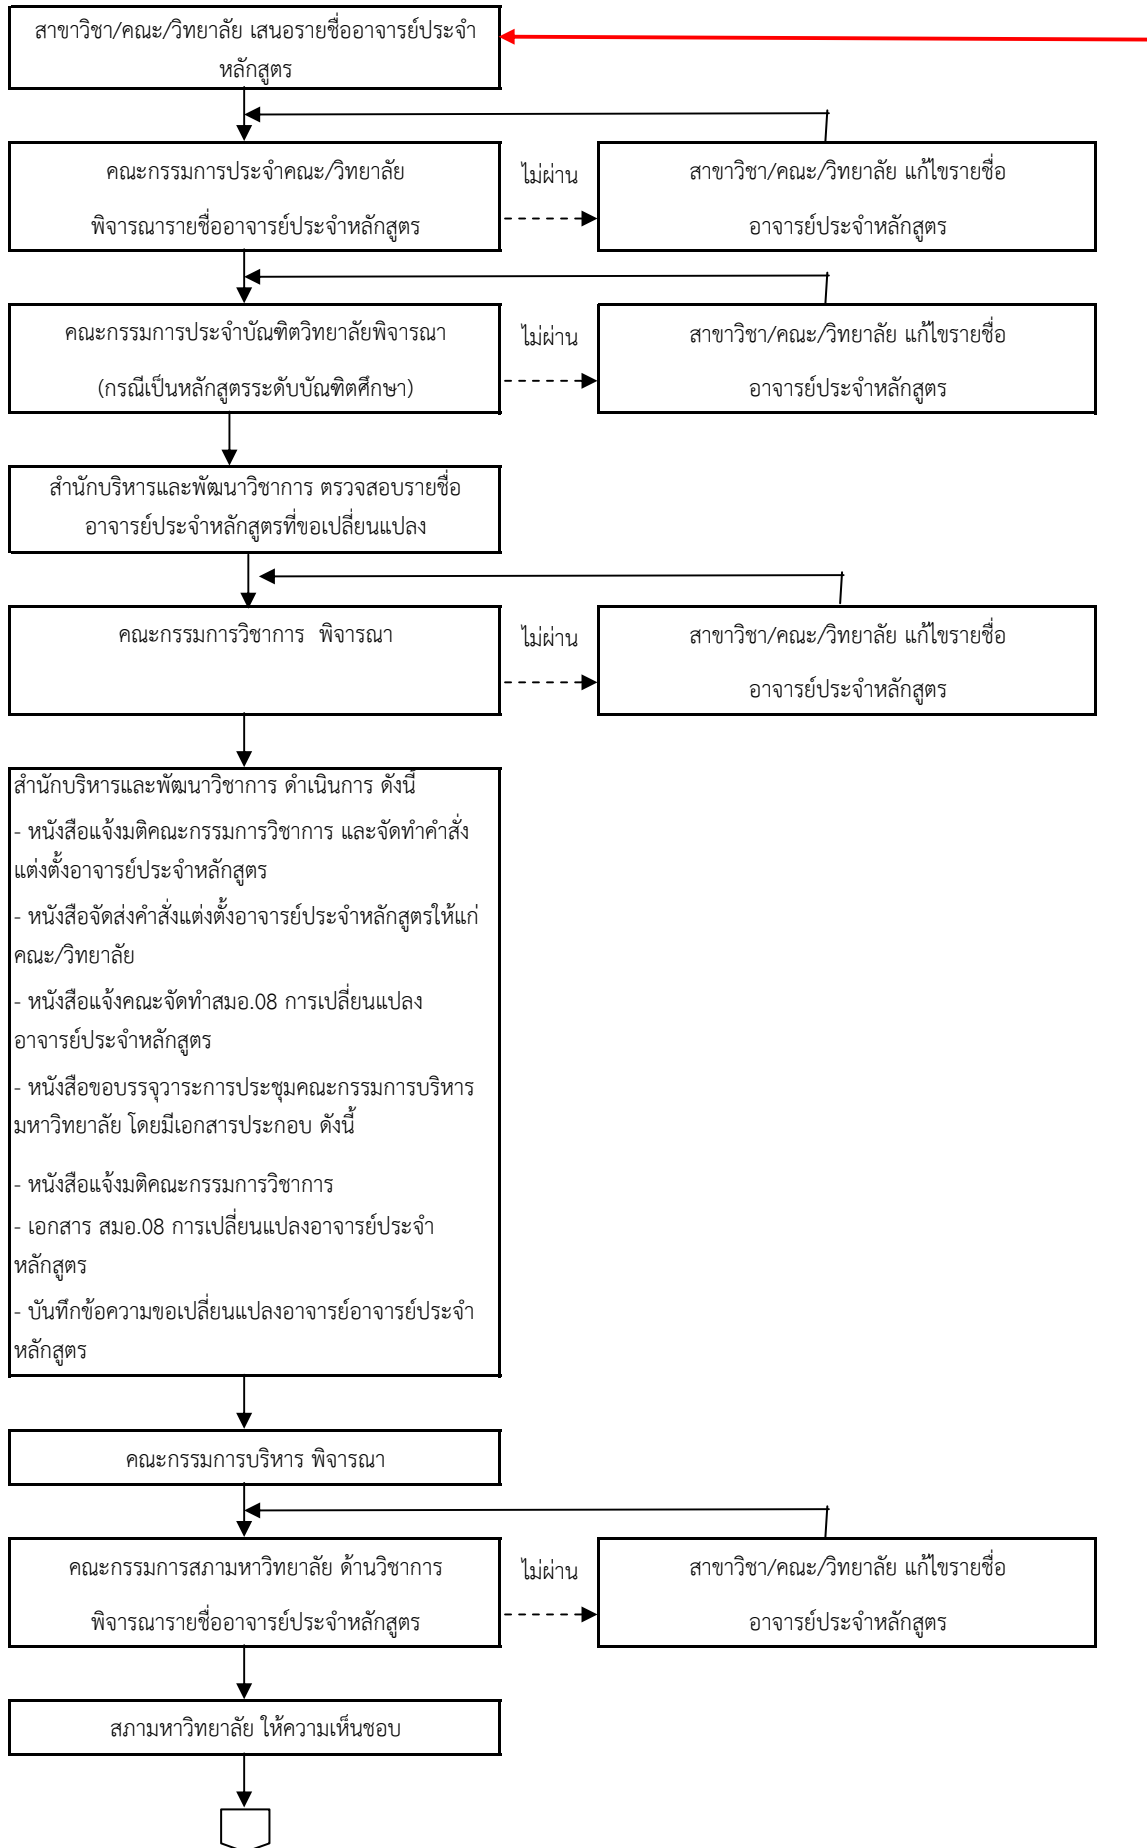 สาขาวิชา/คณะ/วิทยาลัย เสนอรายชื่ออาจารย์ประจำ
หลักสูตร
คณะกรรมการประจำคณะ/วิทยาลัย
พิจารณารายชื่ออาจารย์ประจำหลักสูตร
ไม่ผ่าน
สาขาวิชา/คณะ/วิทยาลัย แก้ไขรายชื่อ
อาจารย์ประจำหลักสูตร
คณะกรรมการประจำบัณฑิตวิทยาลัยพิจารณา
(กรณีเป็นหลักสูตรระดับบัณฑิตศึกษา)
ไม่ผ่าน
สาขาวิชา/คณะ/วิทยาลัย แก้ไขรายชื่อ
อาจารย์ประจำหลักสูตร
สำนักบริหารและพัฒนาวิชาการ ตรวจสอบรายชื่อ
อาจารย์ประจำหลักสูตรที่ขอเปลี่ยนแปลง
คณะกรรมการวิชาการ  พิจารณา
ไม่ผ่าน
สาขาวิชา/คณะ/วิทยาลัย แก้ไขรายชื่อ
อาจารย์ประจำหลักสูตร
สำนักบริหารและพัฒนาวิชาการ ดำเนินการ ดังนี้
- หนังสือแจ้งมติคณะกรรมการวิชาการ และจัดทำคำสั่ง
แต่งตั้งอาจารย์ประจำหลักสูตร
- หนังสือจัดส่งคำสั่งแต่งตั้งอาจารย์ประจำหลักสูตรให้แก่
คณะ/วิทยาลัย
- หนังสือแจ้งคณะจัดทำสมอ.08 การเปลี่ยนแปลง
อาจารย์ประจำหลักสูตร
- หนังสือขอบรรจุวาระการประชุมคณะกรรมการบริหาร
มหาวิทยาลัย โดยมีเอกสารประกอบ ดังนี้
- หนังสือแจ้งมติคณะกรรมการวิชาการ
- เอกสาร สมอ.08 การเปลี่ยนแปลงอาจารย์ประจำ
หลักสูตร
- บันทึกข้อความขอเปลี่ยนแปลงอาจารย์อาจารย์ประจำ
หลักสูตร
คณะกรรมการบริหาร พิจารณา
คณะกรรมการสภามหาวิทยาลัย ด้านวิชาการ
พิจารณารายชื่ออาจารย์ประจำหลักสูตร
ไม่ผ่าน
สาขาวิชา/คณะ/วิทยาลัย แก้ไขรายชื่อ
อาจารย์ประจำหลักสูตร
สภามหาวิทยาลัย ให้ความเห็นชอบ